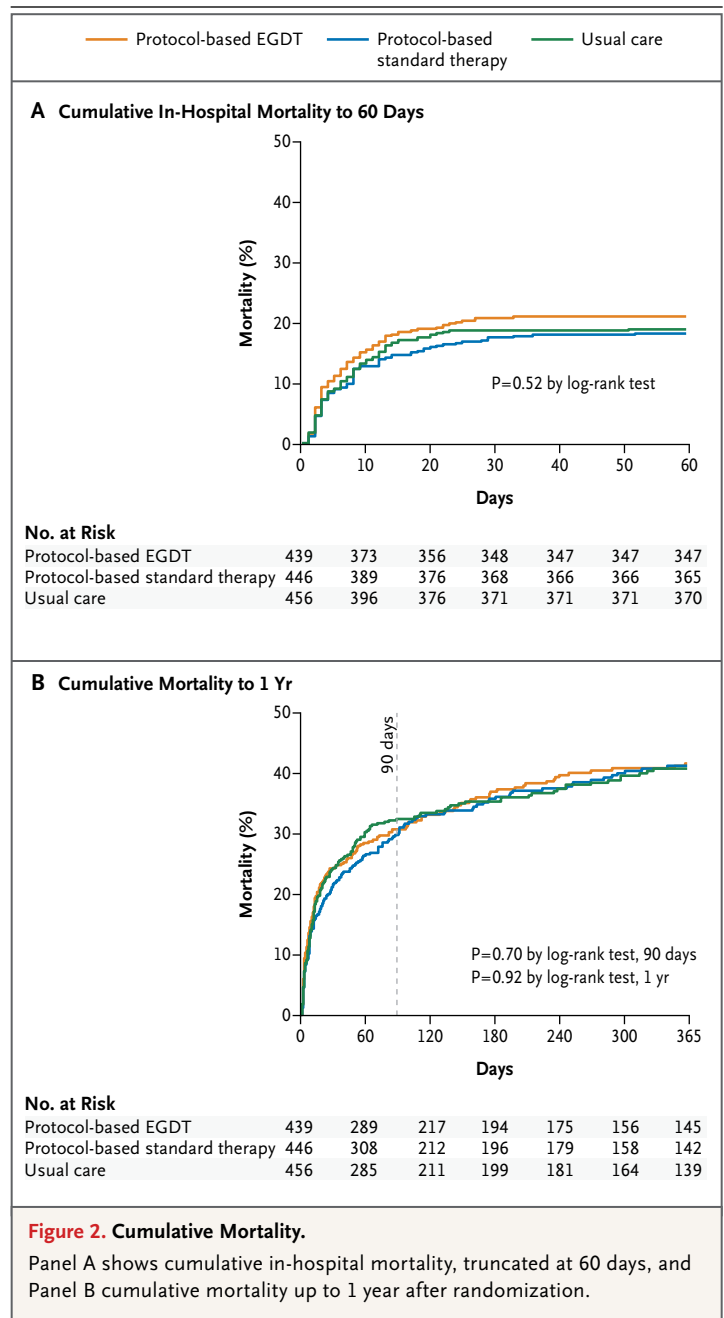 Protocol-based EGDT
Protocol-based standard therapy
Usual care
A Cumulative In-Hospital Mortality to 60 Days
50
40
30
20
10
0
Mortality (%)
P=0.52 by log-rank test
0 10 20 30 40 50 60
Days
No. at Risk
Protocol-based EGDT 439 373 356 348 347 347 347
Protocol-based standard therapy 446 389 376 368 366 366 365
Usual care 456 396 376 371 371 371 370
B Cumulative Mortality to 1 Yr
50
40
30
20
10
0
Mortality (%)
90 days
P=0.70 by log-rank test, 90 days
P=0.92 by log-rank test, 1 yr
0 60 120 180 240 300 365
Days
No. at Risk
Protocol-based EGDT 439 289 217 194 175 156 145
Protocol-based standard therapy 446 308 212 196 179 158 142
Usual care 456 285 211 199 181 164 139
Figure 2. Cumulative Mortality.
Panel A shows cumulative in-hospital mortality, truncated at 60 days, and
Panel B cumulative mortality up to 1 year after randomization.